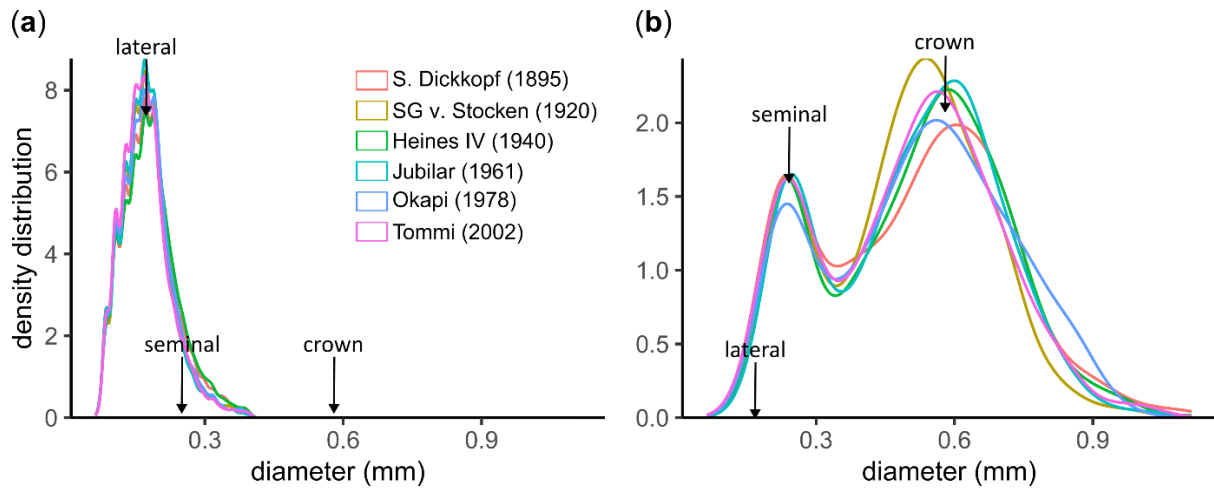 (a)
lateral
8
6
4
2
0
density distribution
S. Dickkopf (1895)
SG v. Stocken (1920)
Heines IV (1940)
Jubilar (1961)
Okapi (1978)
Tommi (2002)
seminal
crown
0.3
0.6
0.9
diameter (mm)
(b)
crown
seminal
lateral
2.0
1.5
1.0
0.5
0.0
0.3
0.6
0.9
diameter (mm)